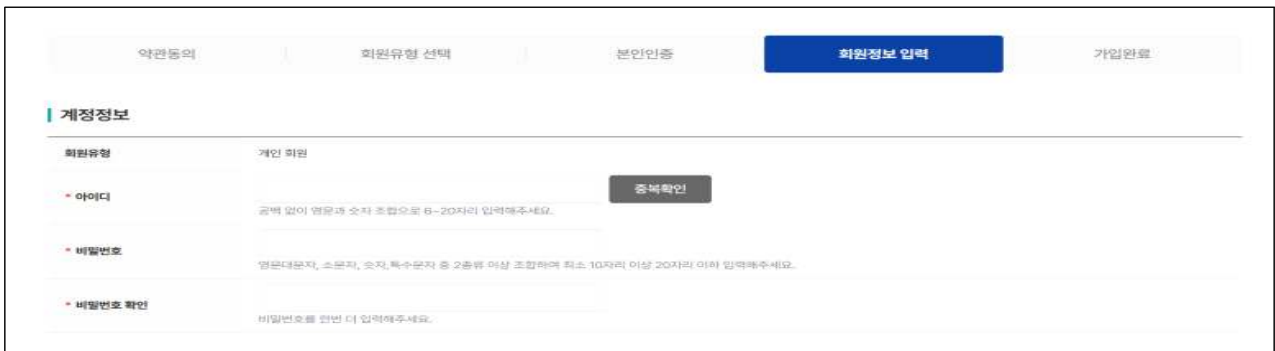 약관동의 회원유형 선택 본인인증 회원정보 입력 가입완료
계정정보
회원유형 개인 회원
* 아이디 중복확인
공백 없이 영문과 숫자 조합으로 6~20자리 입력해주세요.
* 비밀번호
영문대문자, 소문자, 숫자,특수문자 중 2종류 이상 조합하여 최소 10자리 이상 20자리 이하 입력해주세요.
* 비밀번호 확인
비밀번호를 한번 더 입력해주세요.